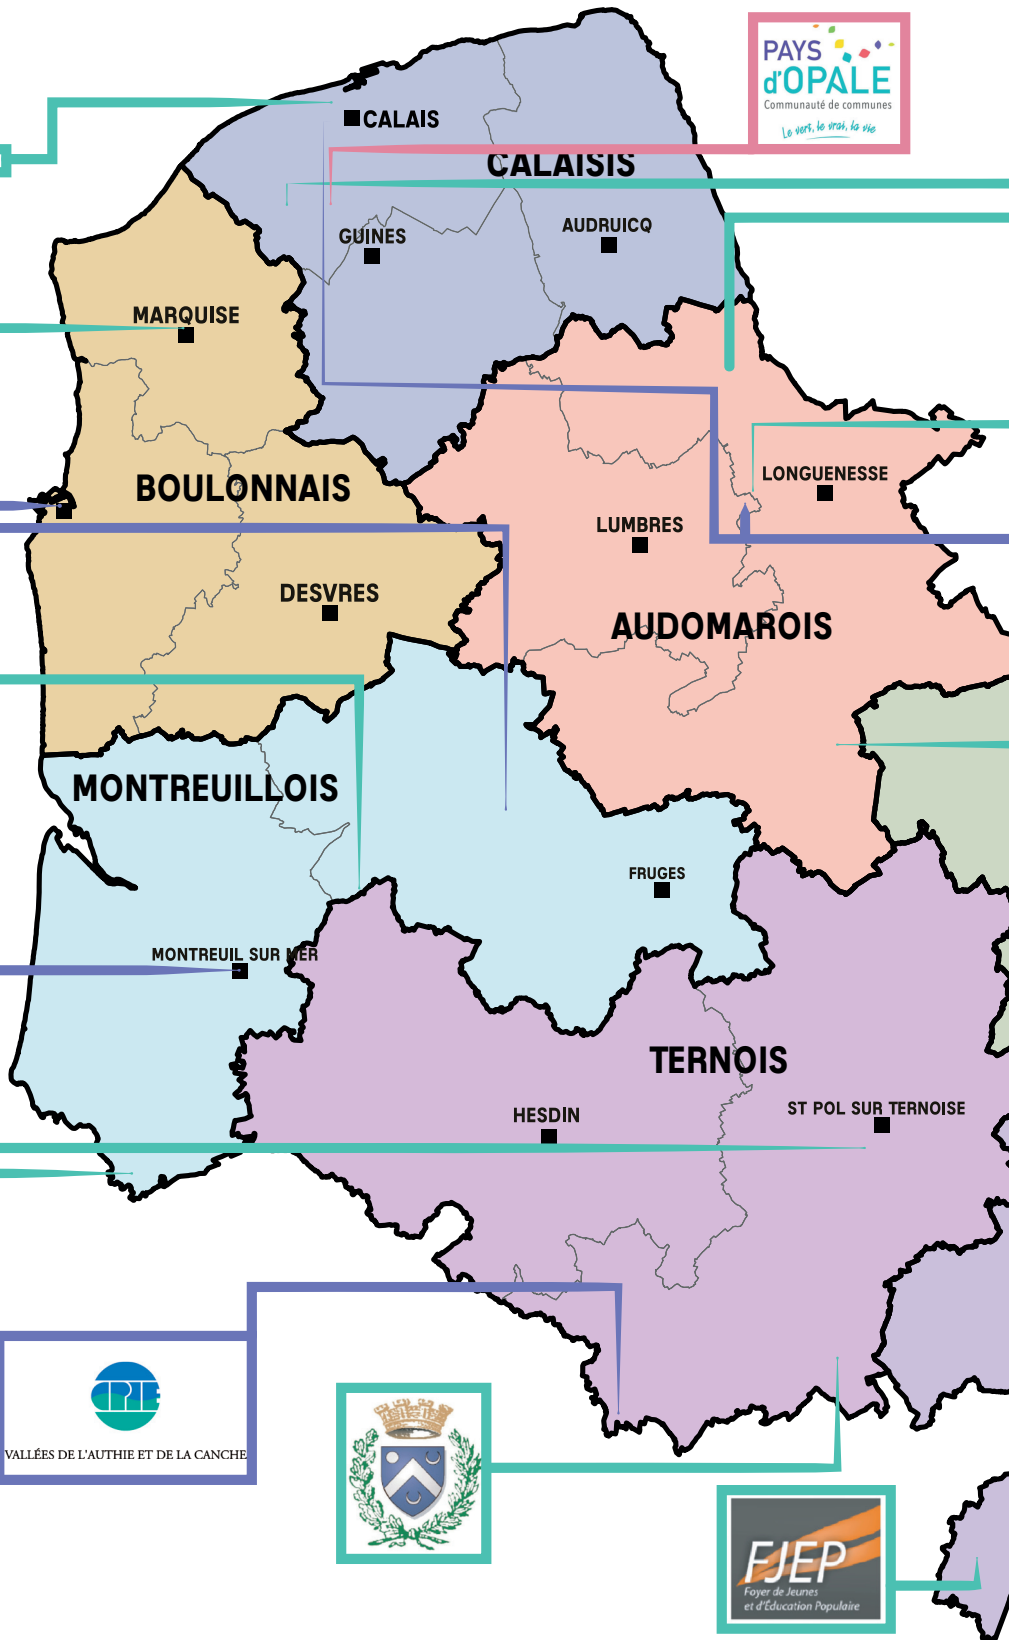 PAYS
d'OPALE
Communauté de communes
Le vert, le vrai, la vie
CALAIS
CALAISIS
AUDRUICQ
GUINES
MARQUISE
LONGUENESSE
BOULONNAIS
LUMBRES
DESVRES
AUDOMAROIS
MONTREUILLOIS
FRUGES
MONTREUIL SUR MER
TERNOIS
HESDIN
ST POL SUR TERNOISE
CPIE
VALLÉES DE L'AUTHIE ET DE LA CANCHE
FJEP
Foyer de Jeunes
et d'Éducation Populaire